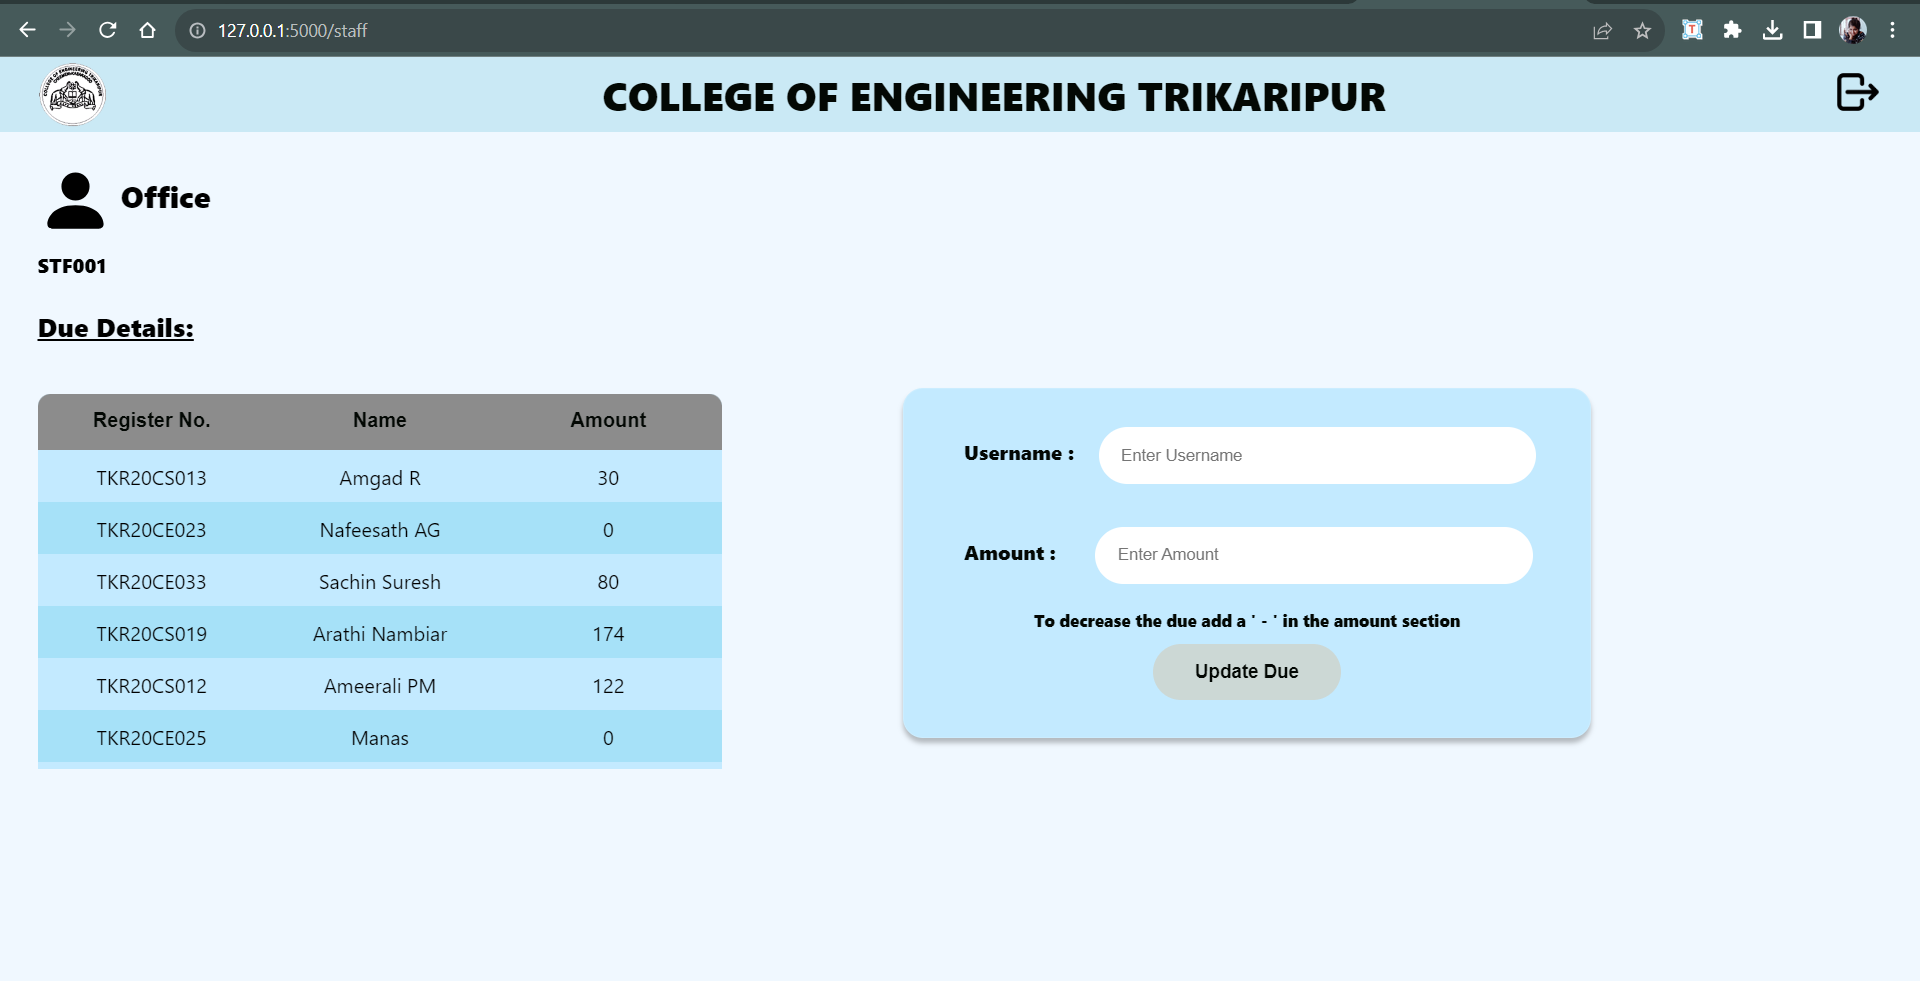 127.0.0.1:5000/staff
COLLEGE OF ENGINEERING TRIKARIPUR
Office
STF001
Due Details:
Register No. Name Amount
TKR20CS013 Amgad R 30
TKR20CE023 Nafeesath AG 0
TKR20CE033 Sachin Suresh 80
TKR20CS019 Arathi Nambiar 174
TKR20CS012 Ameerali PM 122
TKR20CE025 Manas 0
Username : Enter Username
Amount : Enter Amount
To decrease the due add a ' - ' in the amount section
Update Due